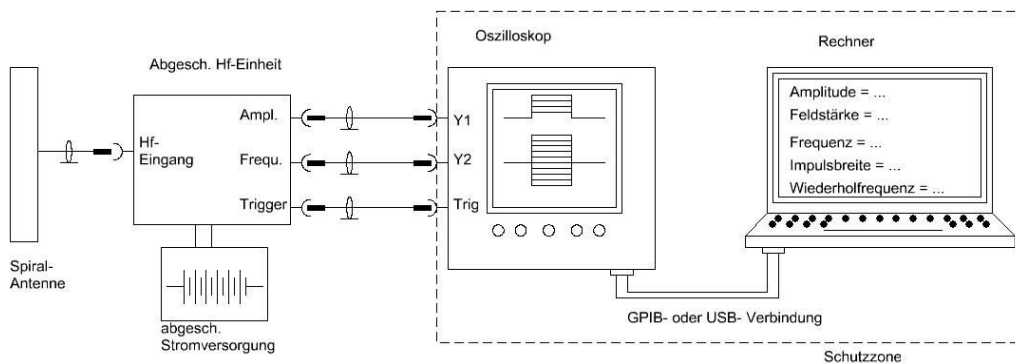 Oszilloskop
Rechner
Abgesch. Hf-Einheit
Amplitude = ...
Feldstärke = ...
Frequenz = ...
Impulsbreite = ...
Wiederholfrequenz = ...
Ampl.
Y1
Hf-
Eingang
Frequ.
Y2
Trigger
Trig
Spiral-
Antenne
abgesch.
Stromversorgung
GPIB- oder USB- Verbindung
Schutzzone